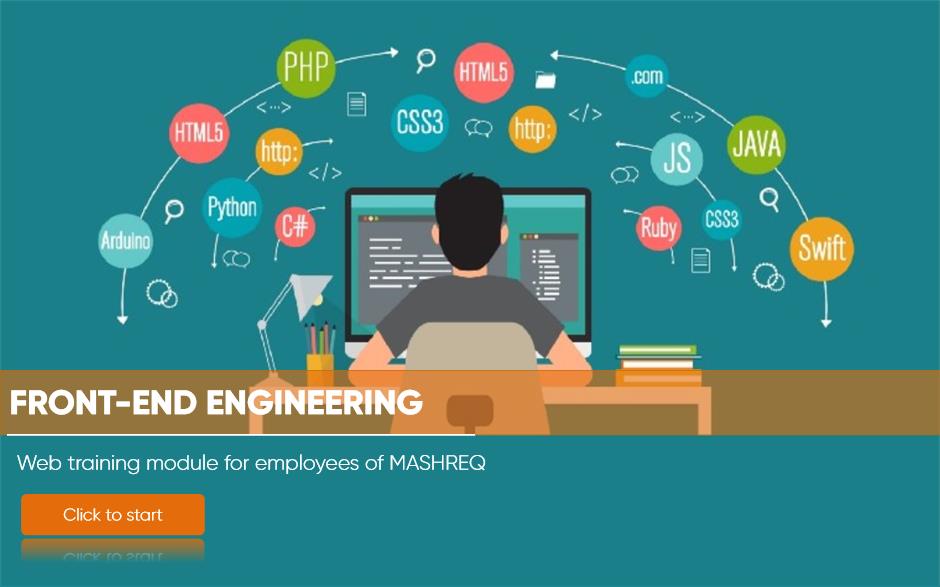 PHP
HTML5
.com
HTML5
CSS3
http:
JAVA
http:
JS
Python
C#
Ruby
CSS3
Arduino
Swift
FRONT-END ENGINEERING
Web training module for employees of MASHREQ
Click to start